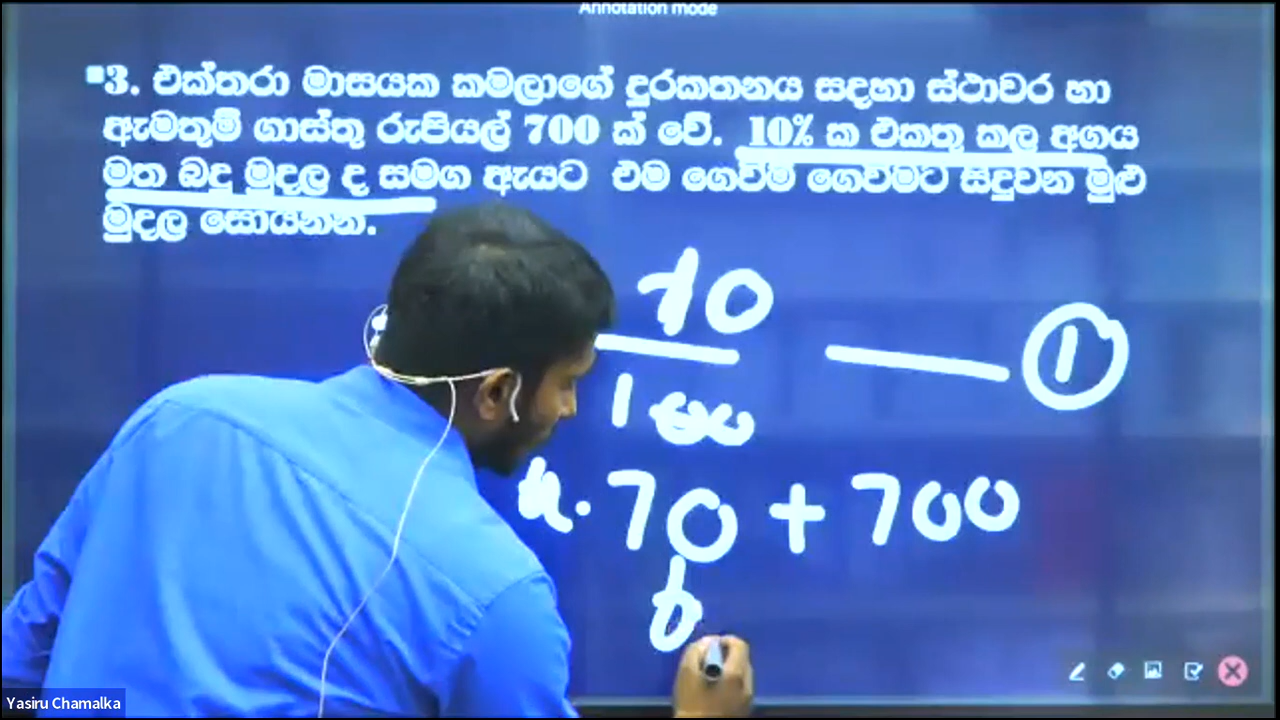 Annotation mode
3. එක්තරා මාසයක කමලාගේ දුරකතනය සදහා ස්ථාවර හා
ඇමතුම් ගාස්තු රුපියල් 700 ක් වේ. 10% ක එකතු කල අගය
මත බදු මුදල ද සමග ඇයට එම ගෙවීම් ගෙවීමට සිදුවන මුළු
මුදල සොයන්න.
10
100
①
රු. 70 + 700
Yasiru Chamalka